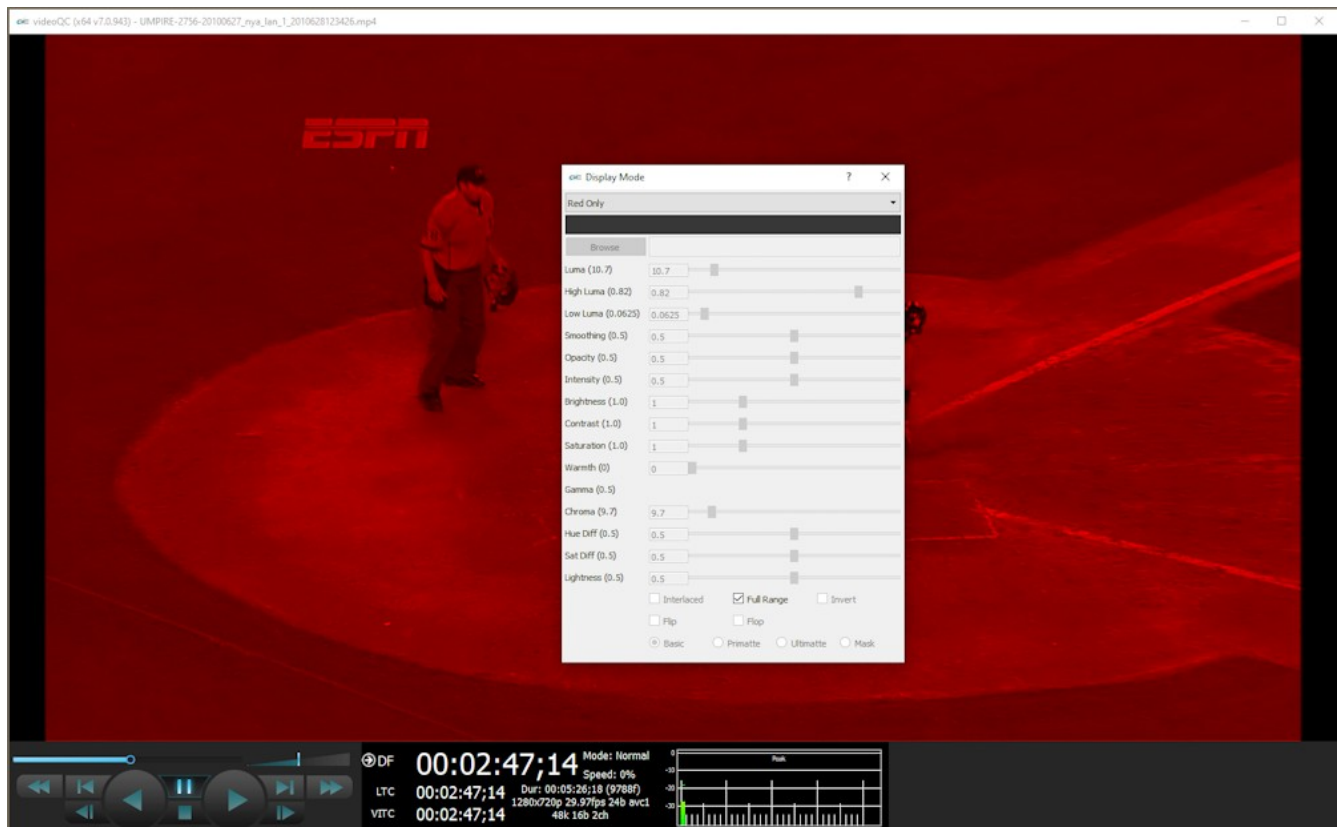 videoQC (x64 v7.0.943) - UMPIRE-2756-20100627_nya_lan_1_2010628123426.mp4
ESPN
Display Mode
Red Only
Browse
Luma (10.7) 10.7
High Luma (0.82) 0.82
Low Luma (0.0625) 0.0625
Smoothing (0.5) 0.5
Opacity (0.5) 0.5
Intensity (0.5) 0.5
Brightness (1.0) 1
Contrast (1.0) 1
Saturation (1.0) 1
Warmth (0) 0
Gamma (0.5)
Chroma (9.7) 9.7
Hue Diff (0.5) 0.5
Sat Diff (0.5) 0.5
Lightness (0.5) 0.5
Interlaced Full Range Invert
Flip Flop
Basic Primatte Ultimatte Mask
DF 00:02:47;14 Mode: Normal
Speed: 0%
LTC 00:02:47;14 Dur: 00:05:26;18 (9788f)
1280x720p 29.97fps 24b avc1
VITC 00:02:47;14 48k 16b 2ch
Peak
0
-10
-20
-30